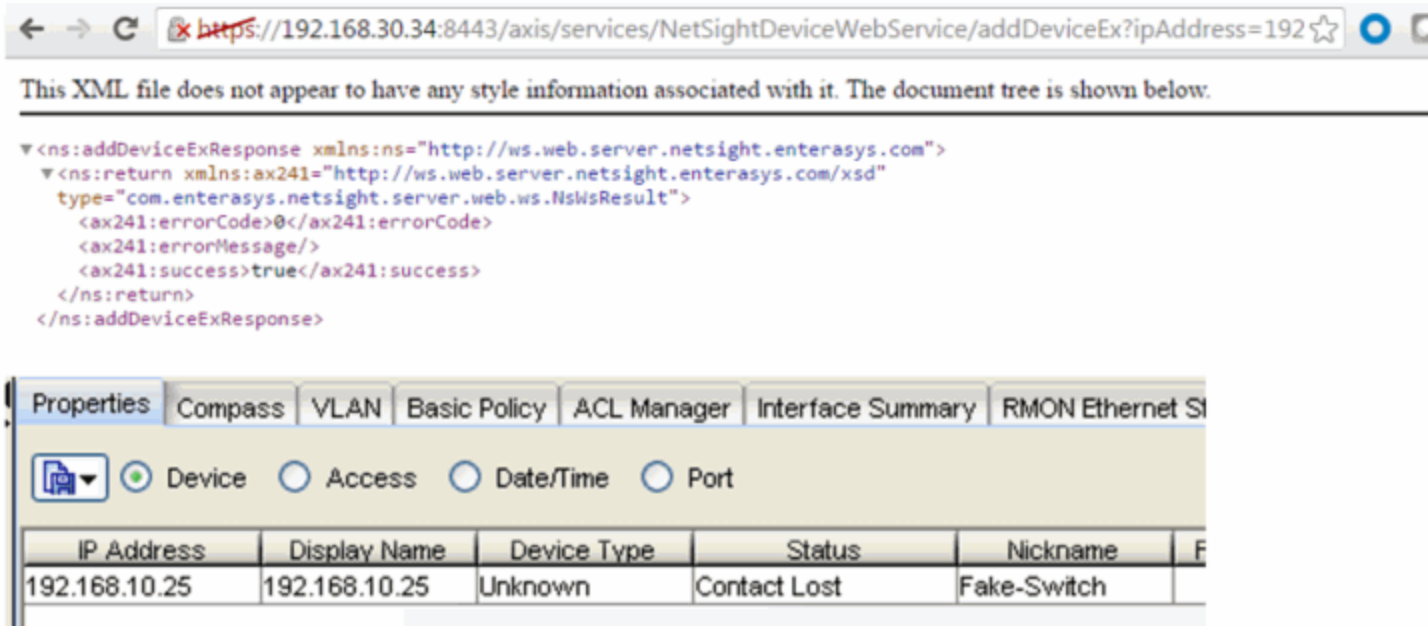 https://192.168.30.34:8443/axis/services/NetSightDeviceWebService/addDeviceEx?ipAddress=192
This XML file does not appear to have any style information associated with it. The document tree is shown below.
▼<ns:addDeviceExResponse xmlns:ns="http://ws.web.server.netsight.enterasys.com">
▼<ns:return xmlns:ax241="http://ws.web.server.netsight.enterasys.com/xsd"
type="com.enterasys.netsight.server.web.ws.NsWsResult">
<ax241:errorCode>0</ax241:errorCode>
<ax241:errorMessage/>
<ax241:success>true</ax241:success>
</ns:return>
</ns:addDeviceExResponse>
Properties Compass VLAN Basic Policy ACL Manager Interface Summary RMON Ethernet St
Device Access Date/Time Port
IP Address Display Name Device Type Status Nickname F
192.168.10.25 192.168.10.25 Unknown Contact Lost Fake-Switch